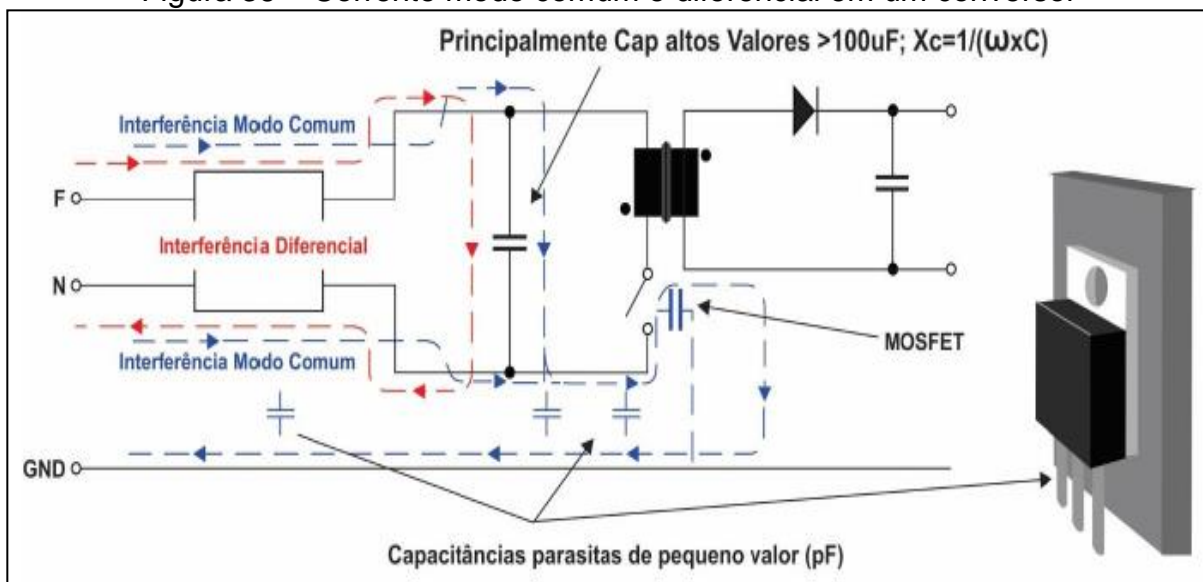 Principalmente Cap altos Valores >100uF; Xc=1/(ωxC)
Interferência Modo Comum
F
Interferência Diferencial
N
Interferência Modo Comum
MOSFET
GND
Capacitâncias parasitas de pequeno valor (pF)